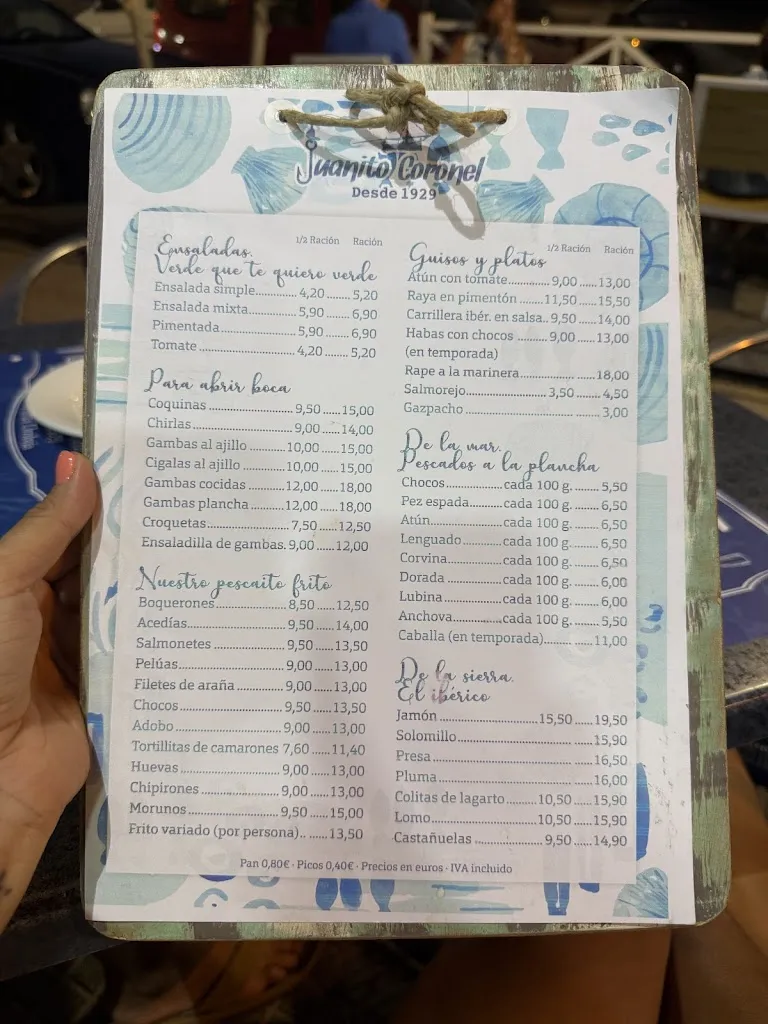 Juanito Coronel
Desde 1929
1/2 Ración Ración
Ensaladas.
Verde que te quiero verde
Ensalada simple................ 4,20 ....... 5,20
Ensalada mixta.................. 5,90 ....... 6,90
Pimentada ......................... 5,90 ....... 6,90
Tomate ............................... 4,20 ....... 5,20
Para abrir boca
Coquinas ............................ 9,50 ...... 15,00
Chirlas................................ 9,00 ...... 14,00
Gambas al ajillo ............... 10,00 ...... 15,00
Cigalas al ajillo ................ 10,00 ...... 15,00
Gambas cocidas ............... 12,00 ...... 18,00
Gambas plancha .............. 12,00 ...... 18,00
Croquetas.......................... 7,50 ...... 12,50
Ensaladilla de gambas. 9,00 ...... 12,00
Nuestro pescaito frito
Boquerones........................ 8,50 ...... 12,50
Acedías............................... 9,50 ...... 14,00
Salmonetes ........................ 9,50 ...... 13,50
Pelúas ................................ 9,00 ...... 13,00
Filetes de araña ................ 9,00 ...... 13,00
Chocos ............................... 9,50 ...... 13,50
Adobo ................................ 9,00 ...... 13,00
Tortillitas de camarones 7,60 ...... 11,40
Huevas ............................... 9,00 ...... 13,00
Chipirones ......................... 9,00 ...... 13,00
Morunos ............................ 9,50 ...... 15,00
Frito variado (por persona).. ...... 13,50
1/2 Ración Ración
Guisos y platos
Atún con tomate............... 9,00 ...... 13,00
Raya en pimentón ........... 11,50 ...... 15,50
Carrillera ibér. en salsa.. 9,50 ...... 14,00
Habas con chocos ............ 9,00 ...... 13,00
(en temporada)
Rape a la marinera........................... 18,00
Salmorejo........................... 3,50 ....... 4,50
Gazpacho ........................................... 3,00
De la mar.
Pescados a la plancha
Chocos................ cada 100 g. ....... 5,50
Pez espada.......... cada 100 g. ....... 6,50
Atún..................... cada 100 g. ....... 6,50
Lenguado ............ cada 100 g. ....... 6,50
Corvina................ cada 100 g. ....... 6,50
Dorada ................ cada 100 g. ....... 6,00
Lubina ................. cada 100 g. ....... 6,00
Anchova.............. cada 100 g. ....... 5,50
Caballa (en temporada)................... 11,00
De la sierra.
El ibérico
Jamón ................................ 15,50 ...... 19,50
Solomillo ........................................... 15,90
Presa .................................................. 16,50
Pluma ................................................. 16,00
Colitas de lagarto............. 10,50 ...... 15,90
Lomo................................... 10,50 ...... 15,90
Castañuelas ....................... 9,50 ...... 14,90
Pan 0,80€ · Picos 0,40€ · Precios en euros · IVA incluido